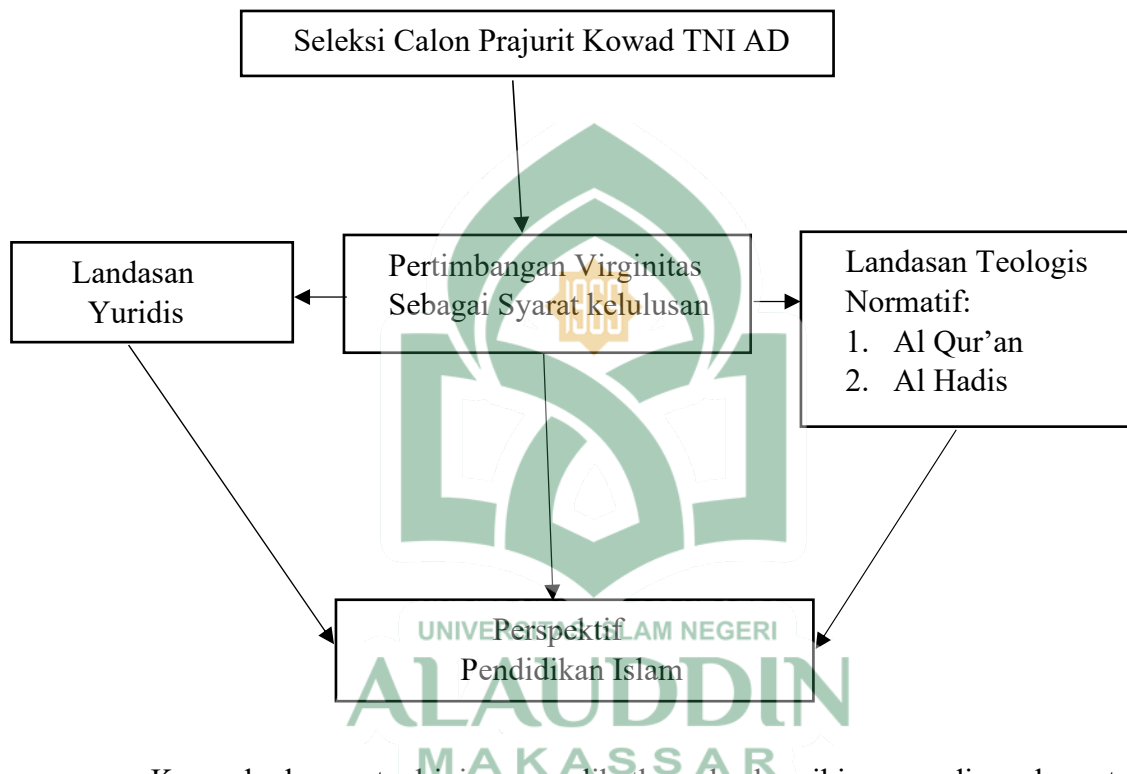 Seleksi Calon Prajurit Kowad TNI AD
Landasan
Yuridis
Pertimbangan Virginitas
Sebagai Syarat kelulusan
Landasan Teologis
Normatif:
1. Al Qur’an
2. Al Hadis
1965
UNIVERSITAS ISLAM NEGERI
Perspektif
Pendidikan Islam
ALAUDDIN
MAKASSAR